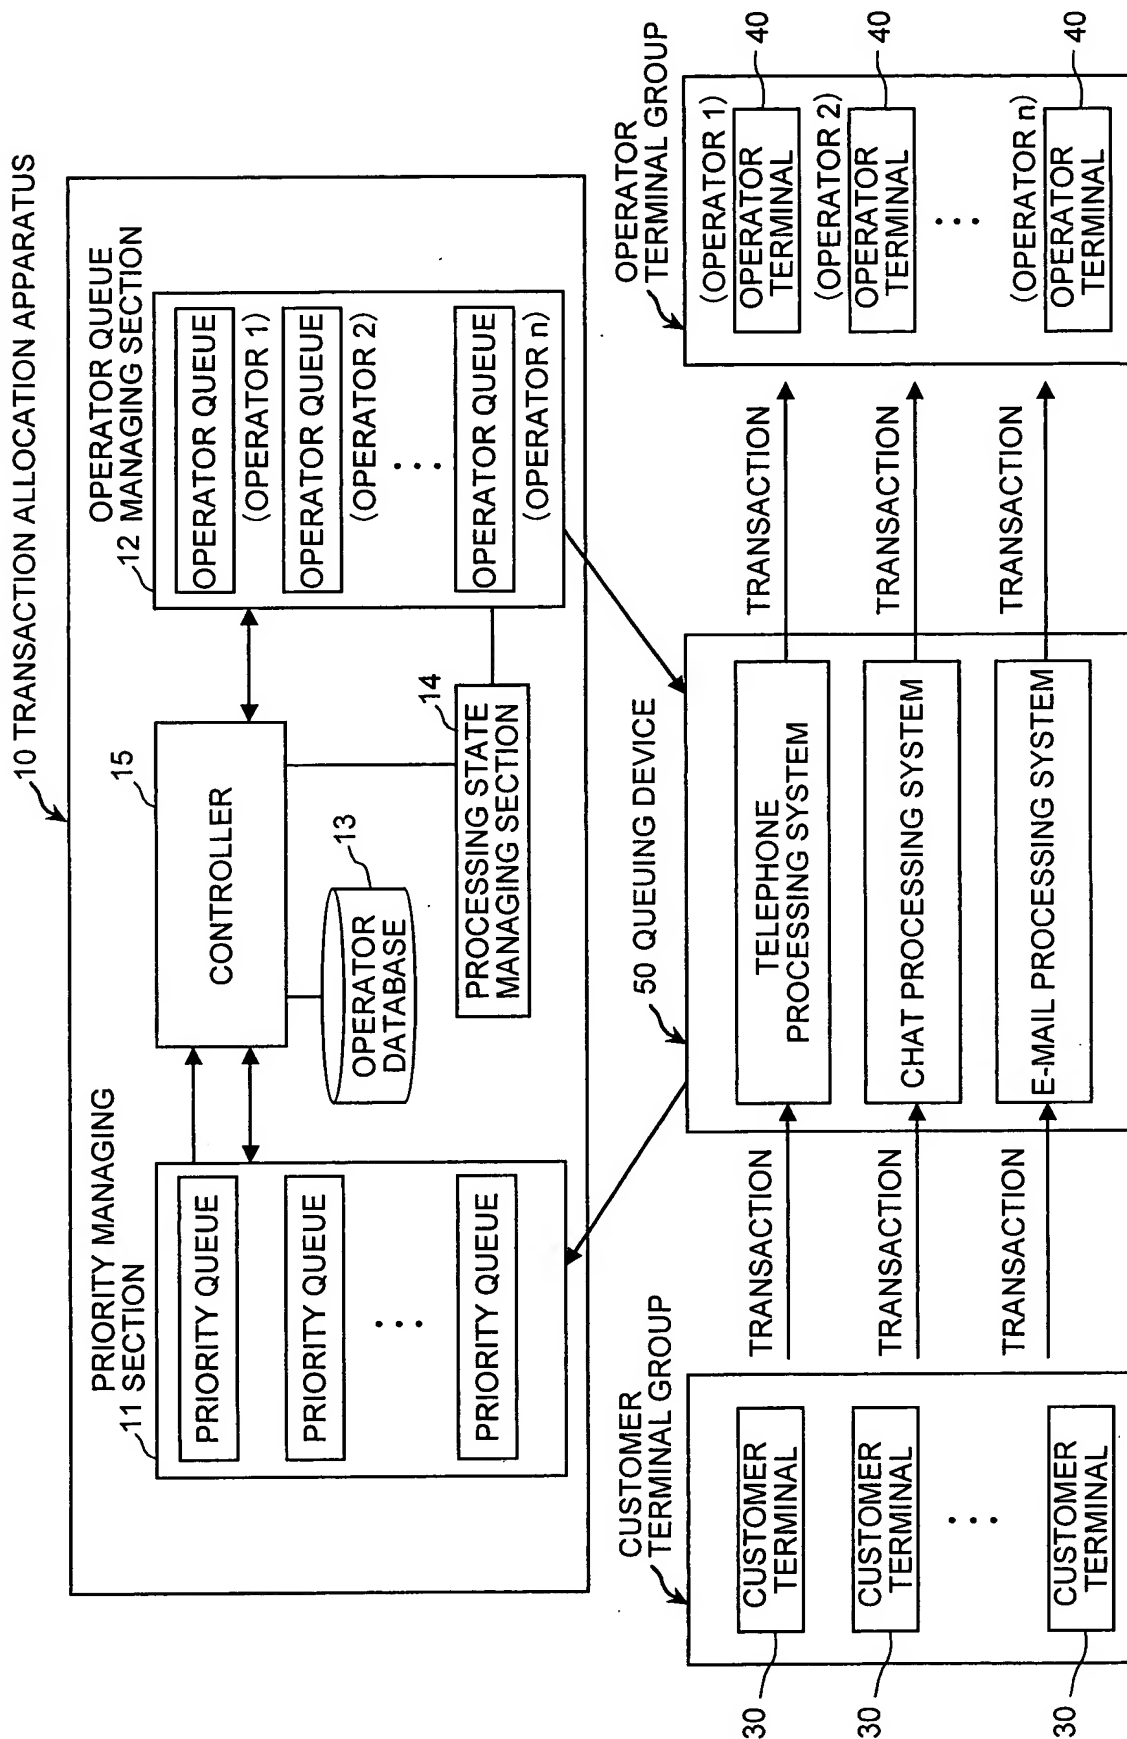 10 TRANSACTION ALLOCATION APPARATUS
PRIORITY MANAGING
11 SECTION
PRIORITY QUEUE
PRIORITY QUEUE
PRIORITY QUEUE
15
CONTROLLER
13
OPERATOR
DATABASE
14
PROCESSING STATE
MANAGING SECTION
OPERATOR QUEUE
12 MANAGING SECTION
OPERATOR QUEUE
(OPERATOR 1)
OPERATOR QUEUE
(OPERATOR 2)
OPERATOR QUEUE
(OPERATOR n)
CUSTOMER
TERMINAL GROUP
CUSTOMER
TERMINAL
30
CUSTOMER
TERMINAL
30
CUSTOMER
TERMINAL
30
TRANSACTION
TRANSACTION
TRANSACTION
50 QUEUING DEVICE
TELEPHONE
PROCESSING SYSTEM
CHAT PROCESSING SYSTEM
E-MAIL PROCESSING SYSTEM
TRANSACTION
TRANSACTION
TRANSACTION
OPERATOR
TERMINAL GROUP
(OPERATOR 1)
OPERATOR
TERMINAL
40
(OPERATOR 2)
OPERATOR
TERMINAL
40
(OPERATOR n)
OPERATOR
TERMINAL
40